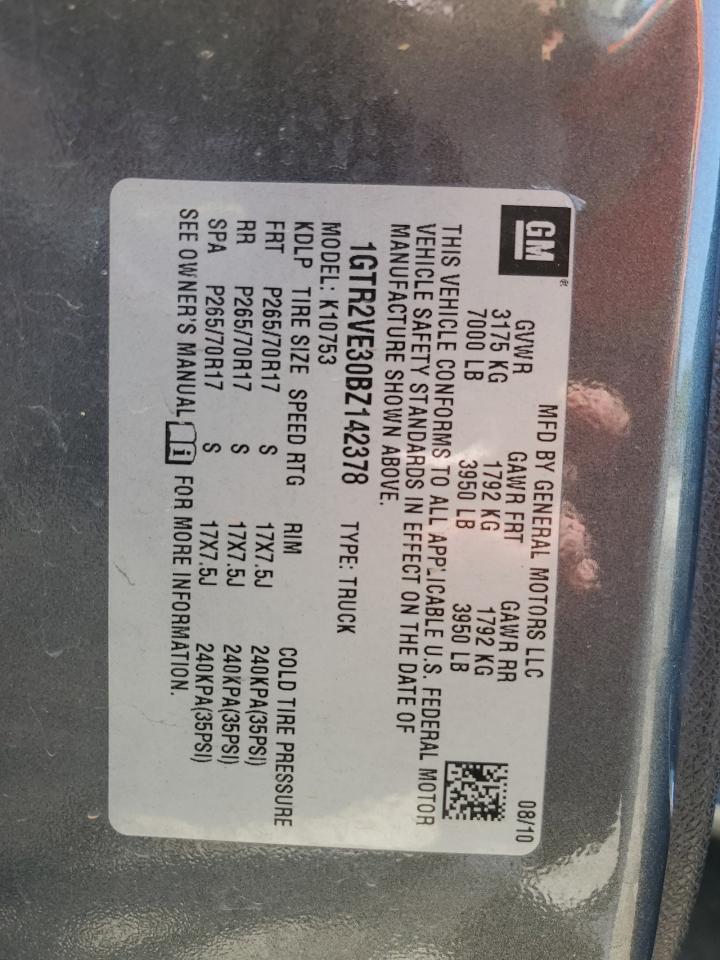 GM®
MFD BY GENERAL MOTORS LLC 08/10
GVWR GAWR FRT GAWR RR
3175 KG 1792 KG 1792 KG
7000 LB 3950 LB 3950 LB
THIS VEHICLE CONFORMS TO ALL APPLICABLE U.S. FEDERAL MOTOR
VEHICLE SAFETY STANDARDS IN EFFECT ON THE DATE OF
MANUFACTURE SHOWN ABOVE.
1GTR2VE30BZ142378 TYPE: TRUCK
MODEL: K10753
KDLP TIRE SIZE SPEED RTG RIM COLD TIRE PRESSURE
FRT P265/70R17 S 17X7.5J 240KPA(35PSI)
RR P265/70R17 S 17X7.5J 240KPA(35PSI)
SPA P265/70R17 S 17X7.5J 240KPA(35PSI)
SEE OWNER'S MANUAL i FOR MORE INFORMATION.